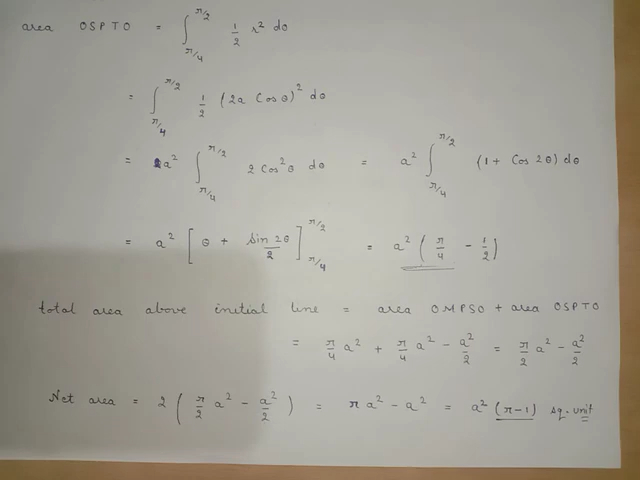 area OSPTO = ∫_{π/4}^{π/2} 1/2 r² dθ
= ∫_{π/4}^{π/2} 1/2 (2a Cos θ)² dθ
= a² ∫_{π/4}^{π/2} 2 Cos²θ dθ = a² ∫_{π/4}^{π/2} (1 + Cos 2θ) dθ
= a² [ θ + Sin 2θ/2 ]_{π/4}^{π/2} = a² ( π/4 - 1/2 )
total area above initial line = area OMPSO + area OSPTO
= π/4 a² + π/4 a² - a²/2 = π/2 a² - a²/2
Net area = 2 ( π/2 a² - a²/2 ) = π a² - a² = a² (π-1) sq. unit